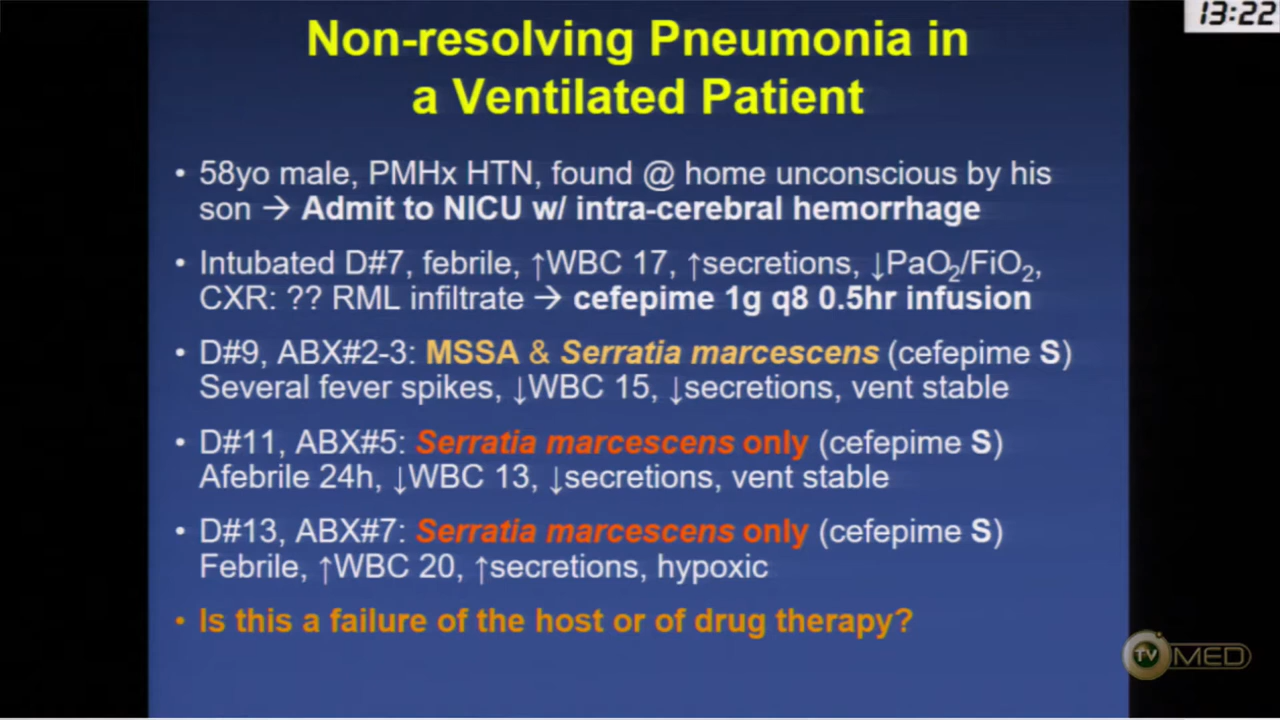 13:22
Non-resolving Pneumonia in
a Ventilated Patient
• 58yo male, PMHx HTN, found @ home unconscious by his
son → Admit to NICU w/ intra-cerebral hemorrhage
• Intubated D#7, febrile, ↑WBC 17, ↑secretions, ↓PaO₂/FiO₂,
CXR: ?? RML infiltrate → cefepime 1g q8 0.5hr infusion
• D#9, ABX#2-3: MSSA & Serratia marcescens (cefepime S)
Several fever spikes, ↓WBC 15, ↓secretions, vent stable
• D#11, ABX#5: Serratia marcescens only (cefepime S)
Afebrile 24h, ↓WBC 13, ↓secretions, vent stable
• D#13, ABX#7: Serratia marcescens only (cefepime S)
Febrile, ↑WBC 20, ↑secretions, hypoxic
• Is this a failure of the host or of drug therapy?
TV MED